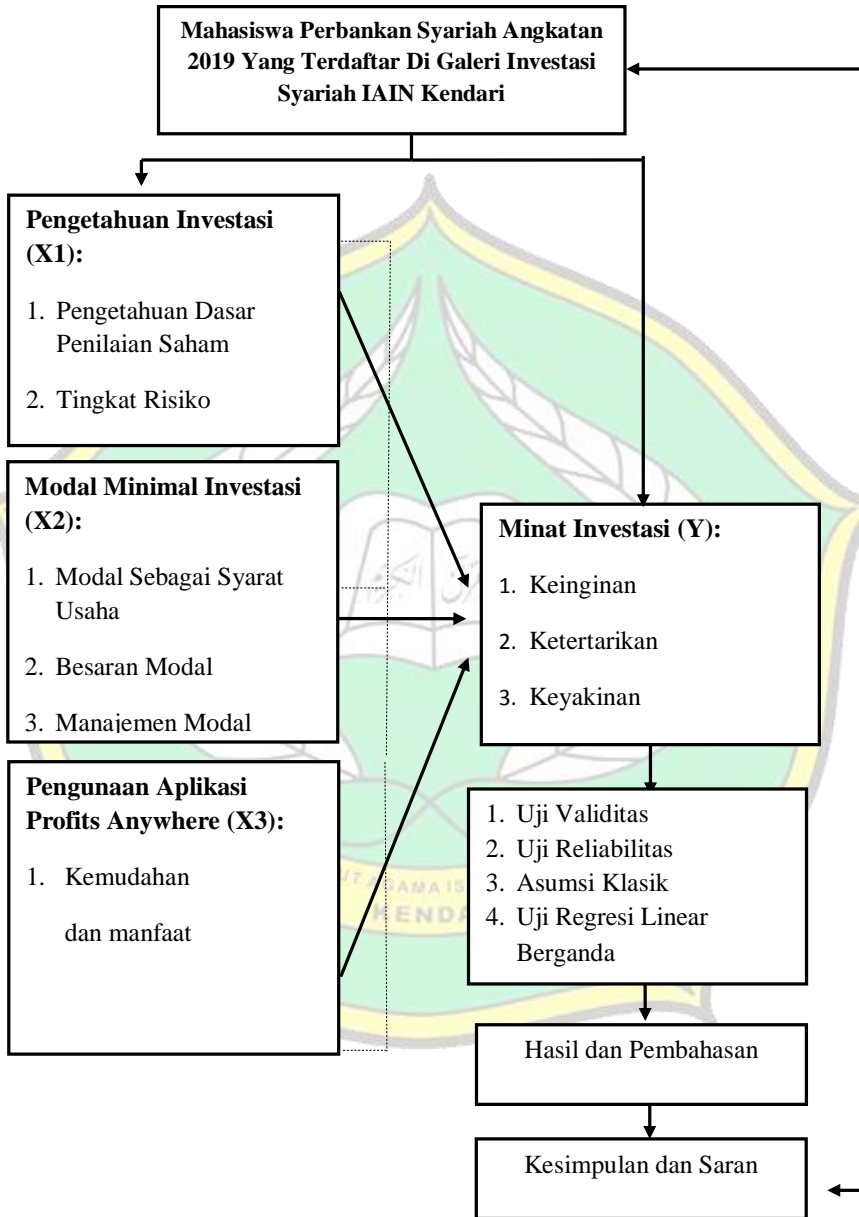 Mahasiswa Perbankan Syariah Angkatan
2019 Yang Terdaftar Di Galeri Investasi
Syariah IAIN Kendari
Pengetahuan Investasi
(X1):
1. Pengetahuan Dasar
Penilaian Saham
2. Tingkat Risiko
Modal Minimal Investasi
(X2):
1. Modal Sebagai Syarat
Usaha
2. Besaran Modal
3. Manajemen Modal
Pengunaan Aplikasi
Profits Anywhere (X3):
1. Kemudahan
dan manfaat
Minat Investasi (Y):
1. Keinginan
2. Ketertarikan
3. Keyakinan
1. Uji Validitas
2. Uji Reliabilitas
3. Asumsi Klasik
4. Uji Regresi Linear
Berganda
AGAMA IS
KENDA
Hasil dan Pembahasan
Kesimpulan dan Saran